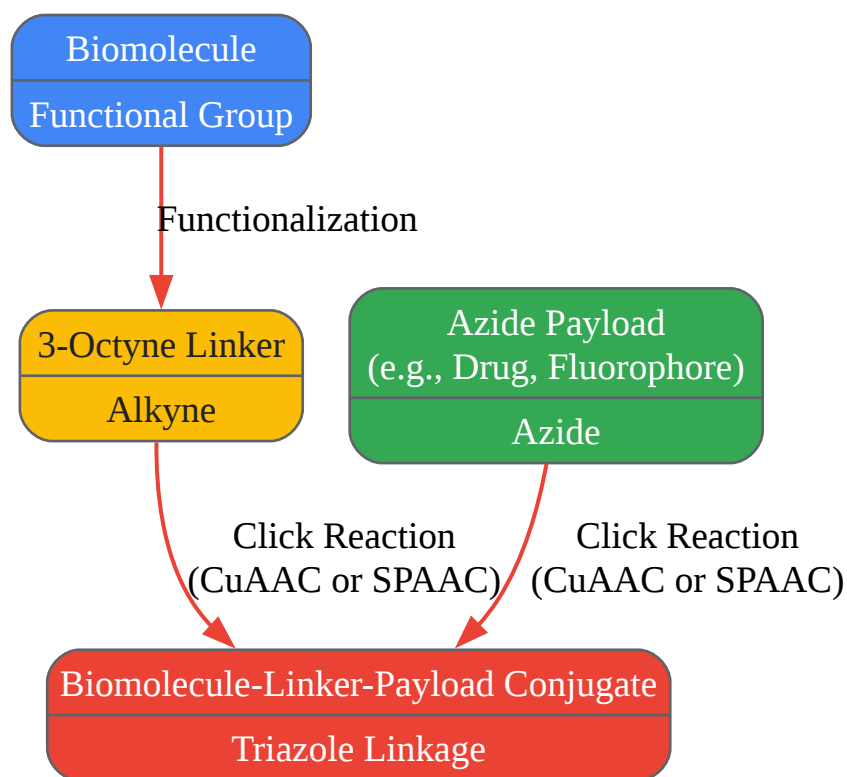 Biomolecule
Functional Group
Functionalization
3-Octyne Linker
Alkyne
Azide Payload
(e.g., Drug, Fluorophore)
Azide
Click Reaction
(CuAAC or SPAAC)
Click Reaction
(CuAAC or SPAAC)
Biomolecule-Linker-Payload Conjugate
Triazole Linkage